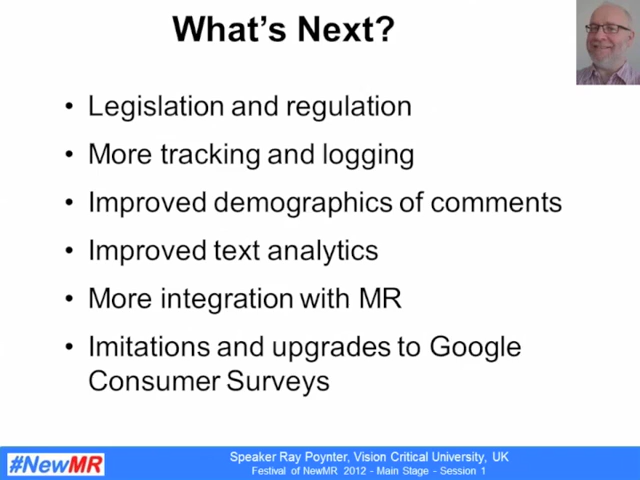 What's Next?
• Legislation and regulation
• More tracking and logging
• Improved demographics of comments
• Improved text analytics
• More integration with MR
• Imitations and upgrades to Google
Consumer Surveys
#NewMR
Speaker Ray Poynter, Vision Critical University, UK
Festival of NewMR 2012 - Main Stage - Session 1